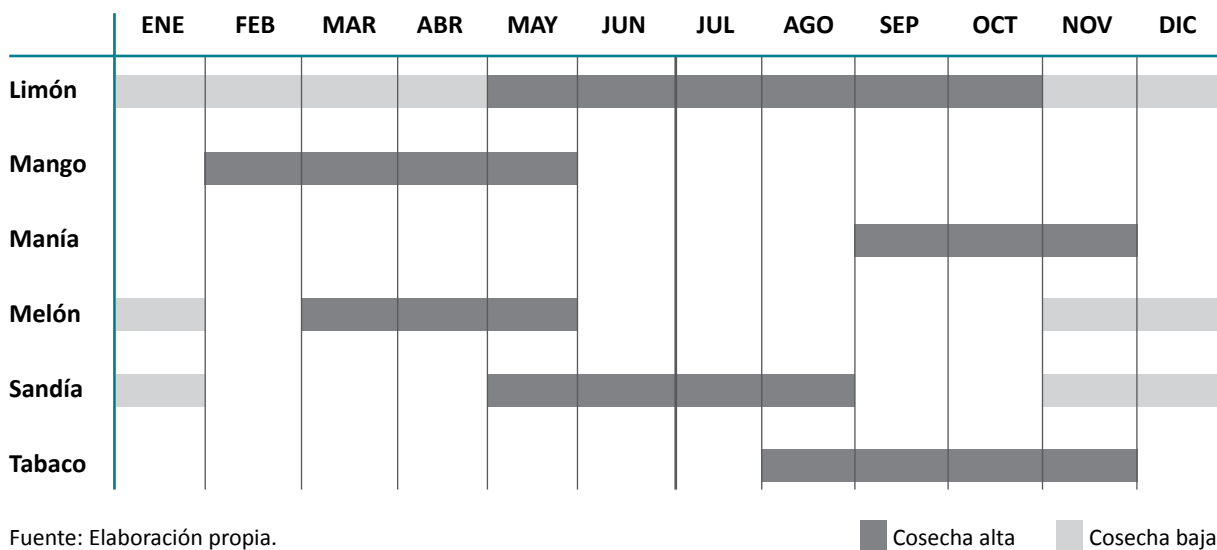 ENE FEB MAR ABR MAY JUN JUL AGO SEP OCT NOV DIC
Limón
Mango
Manía
Melón
Sandía
Tabaco
Fuente: Elaboración propia. Cosecha alta Cosecha baja